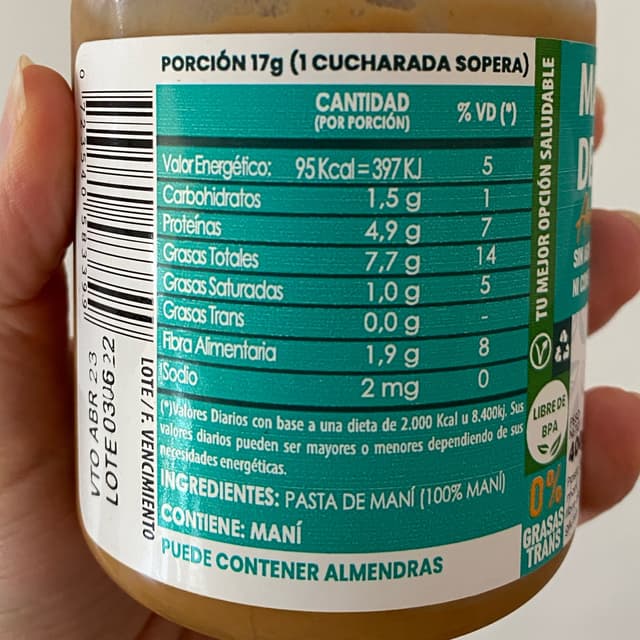 PORCIÓN 17g (1 CUCHARADA SOPERA)
CANTIDAD % VD (*)
(POR PORCIÓN)
Valor Energético: 95 Kcal = 397 KJ 5
Carbohidratos 1,5 g 1
Proteínas 4,9 g 7
Grasas Totales 7,7 g 14
Grasas Saturadas 1,0 g 5
Grasas Trans 0,0 g -
Fibra Alimentaria 1,9 g 8
Sodio 2 mg 0
(*)Valores Diarios con base a una dieta de 2.000 Kcal u 8.400kj. Sus
valores diarios pueden ser mayores o menores dependiendo de sus
necesidades energéticas.
INGREDIENTES: PASTA DE MANÍ (100% MANÍ)
CONTIENE: MANÍ
PUEDE CONTENER ALMENDRAS
VTO ABR 23
LOTE 030622
LOTE / F. VENCIMIENTO
TU MEJOR OPCIÓN SALUDABLE
LIBRE DE
BPA
0%
GRASAS
TRANS